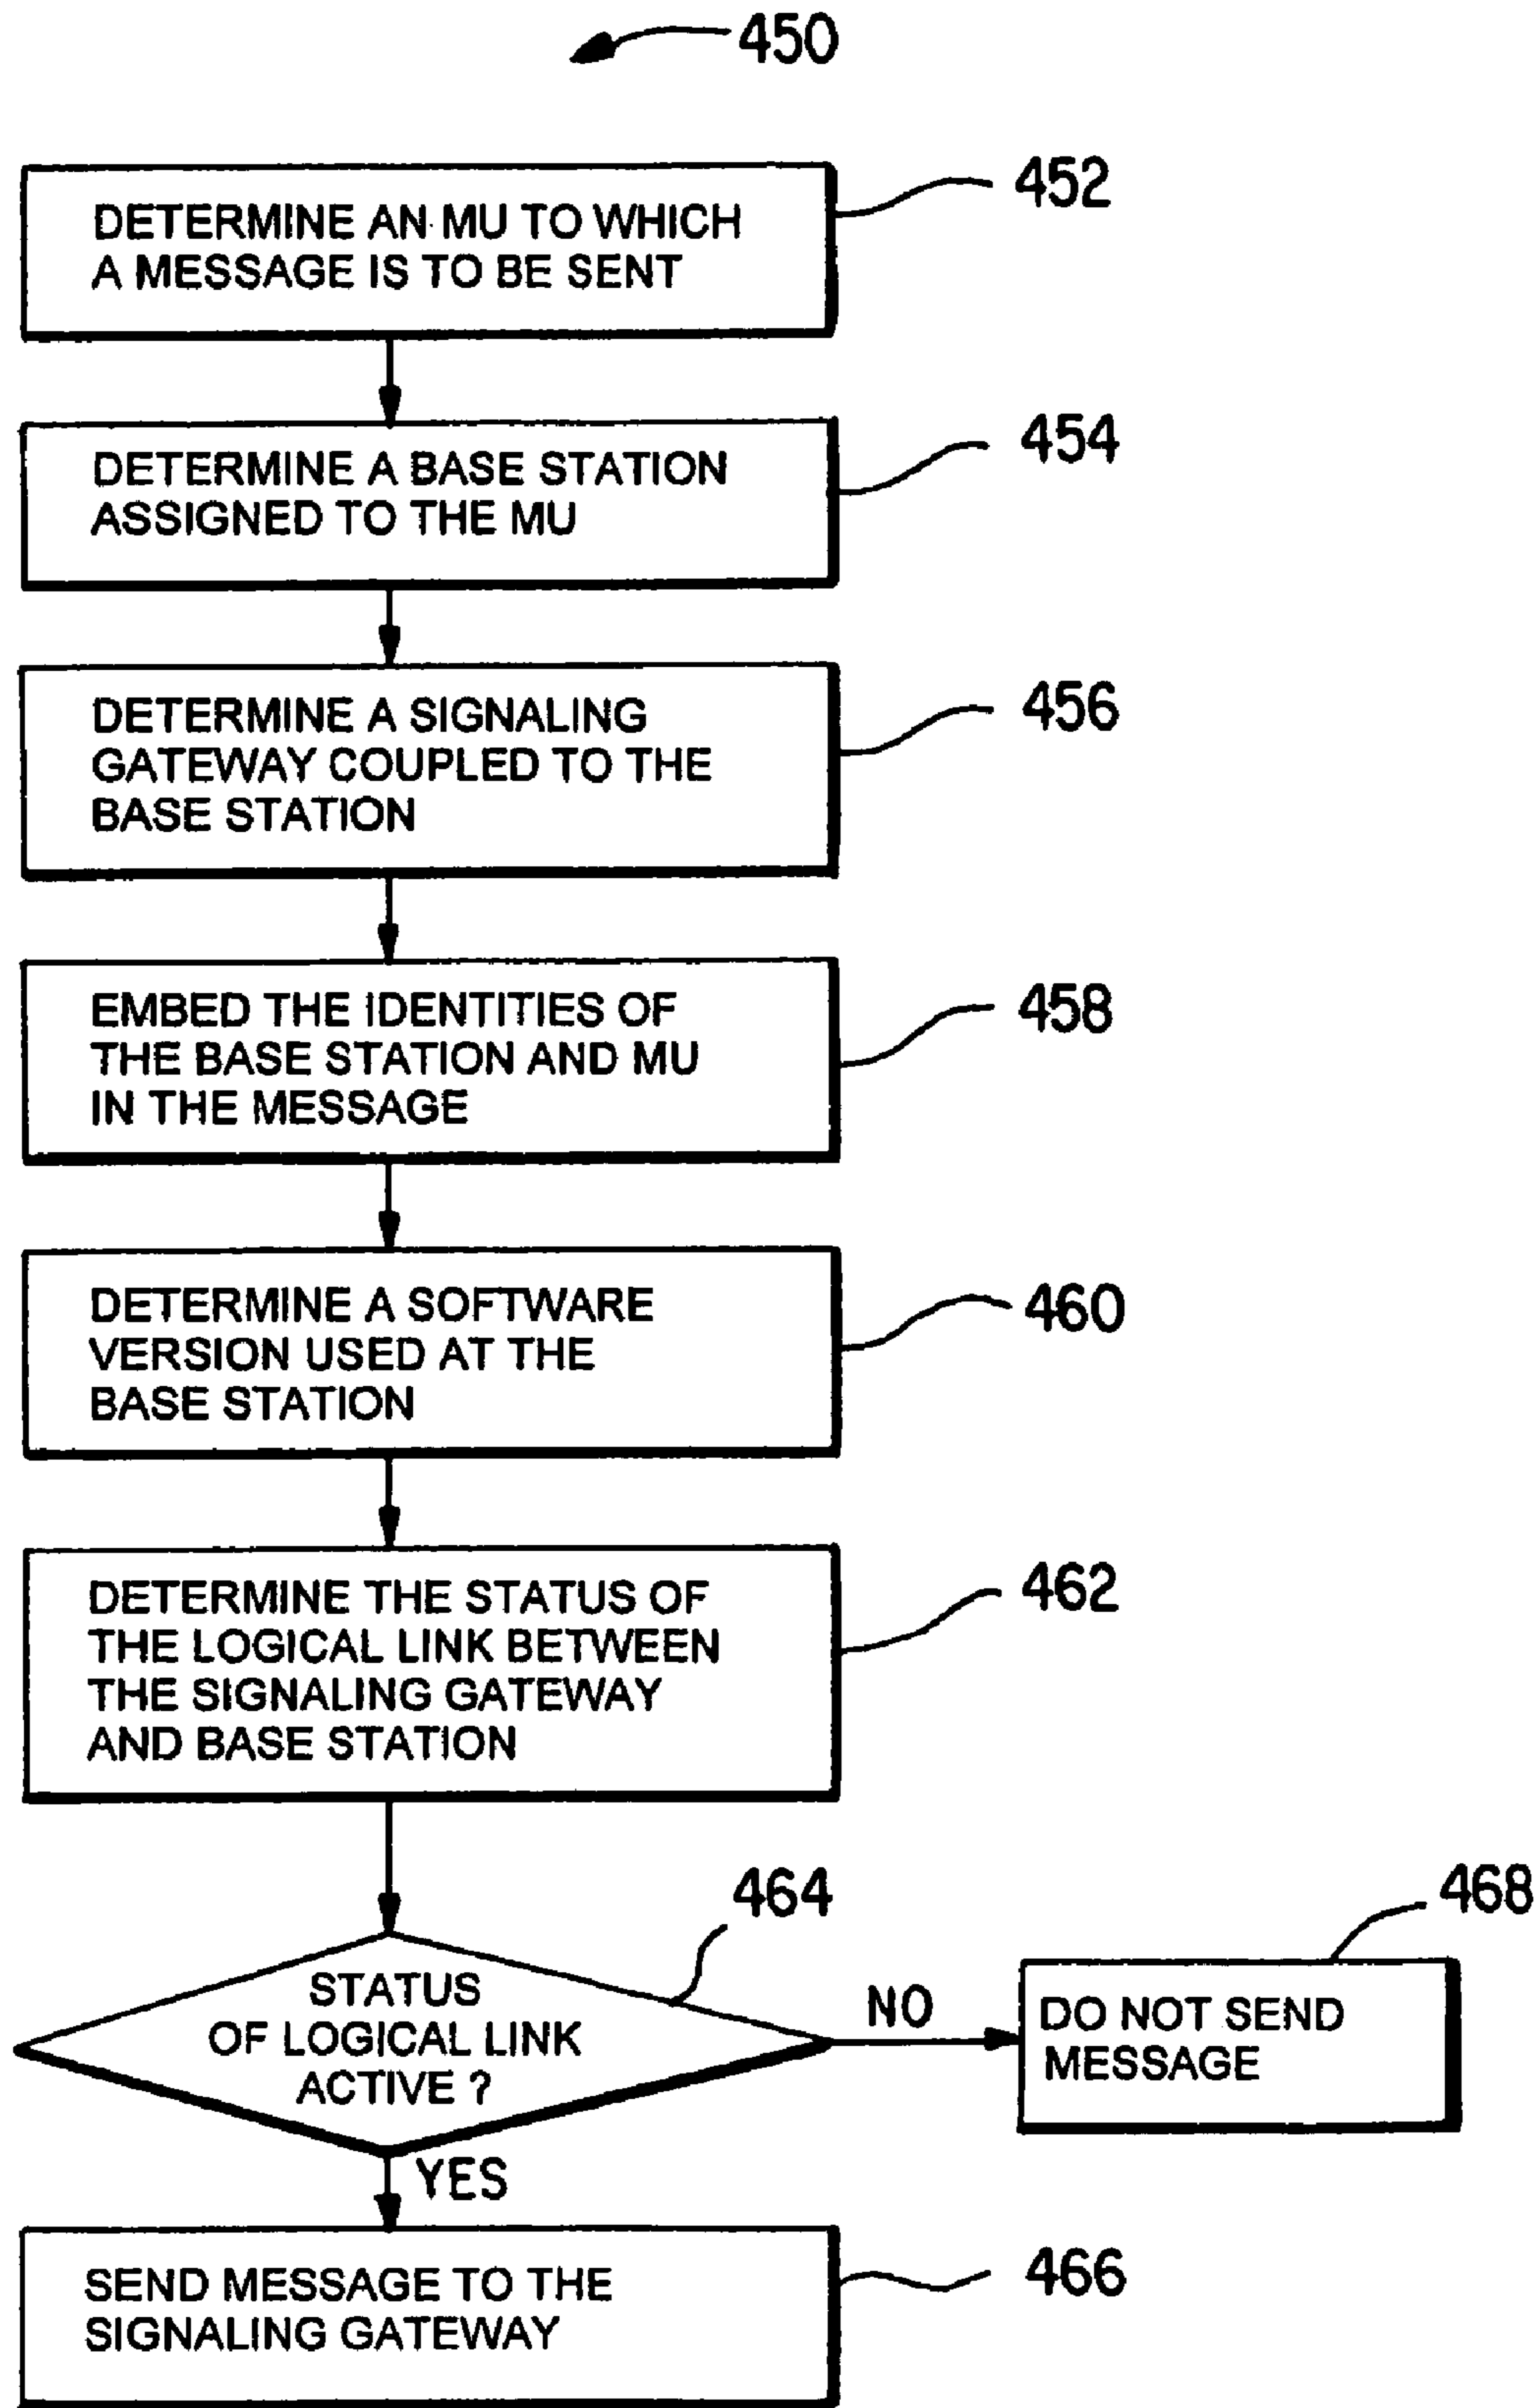 450
DETERMINE AN MU TO WHICH
A MESSAGE IS TO BE SENT
452
DETERMINE A BASE STATION
ASSIGNED TO THE MU
454
DETERMINE A SIGNALING
GATEWAY COUPLED TO THE
BASE STATION
456
EMBED THE IDENTITIES OF
THE BASE STATION AND MU
IN THE MESSAGE
458
DETERMINE A SOFTWARE
VERSION USED AT THE
BASE STATION
460
DETERMINE THE STATUS OF
THE LOGICAL LINK BETWEEN
THE SIGNALING GATEWAY
AND BASE STATION
462
STATUS
OF LOGICAL LINK
ACTIVE ?
464
NO
DO NOT SEND
MESSAGE
468
YES
SEND MESSAGE TO THE
SIGNALING GATEWAY
466